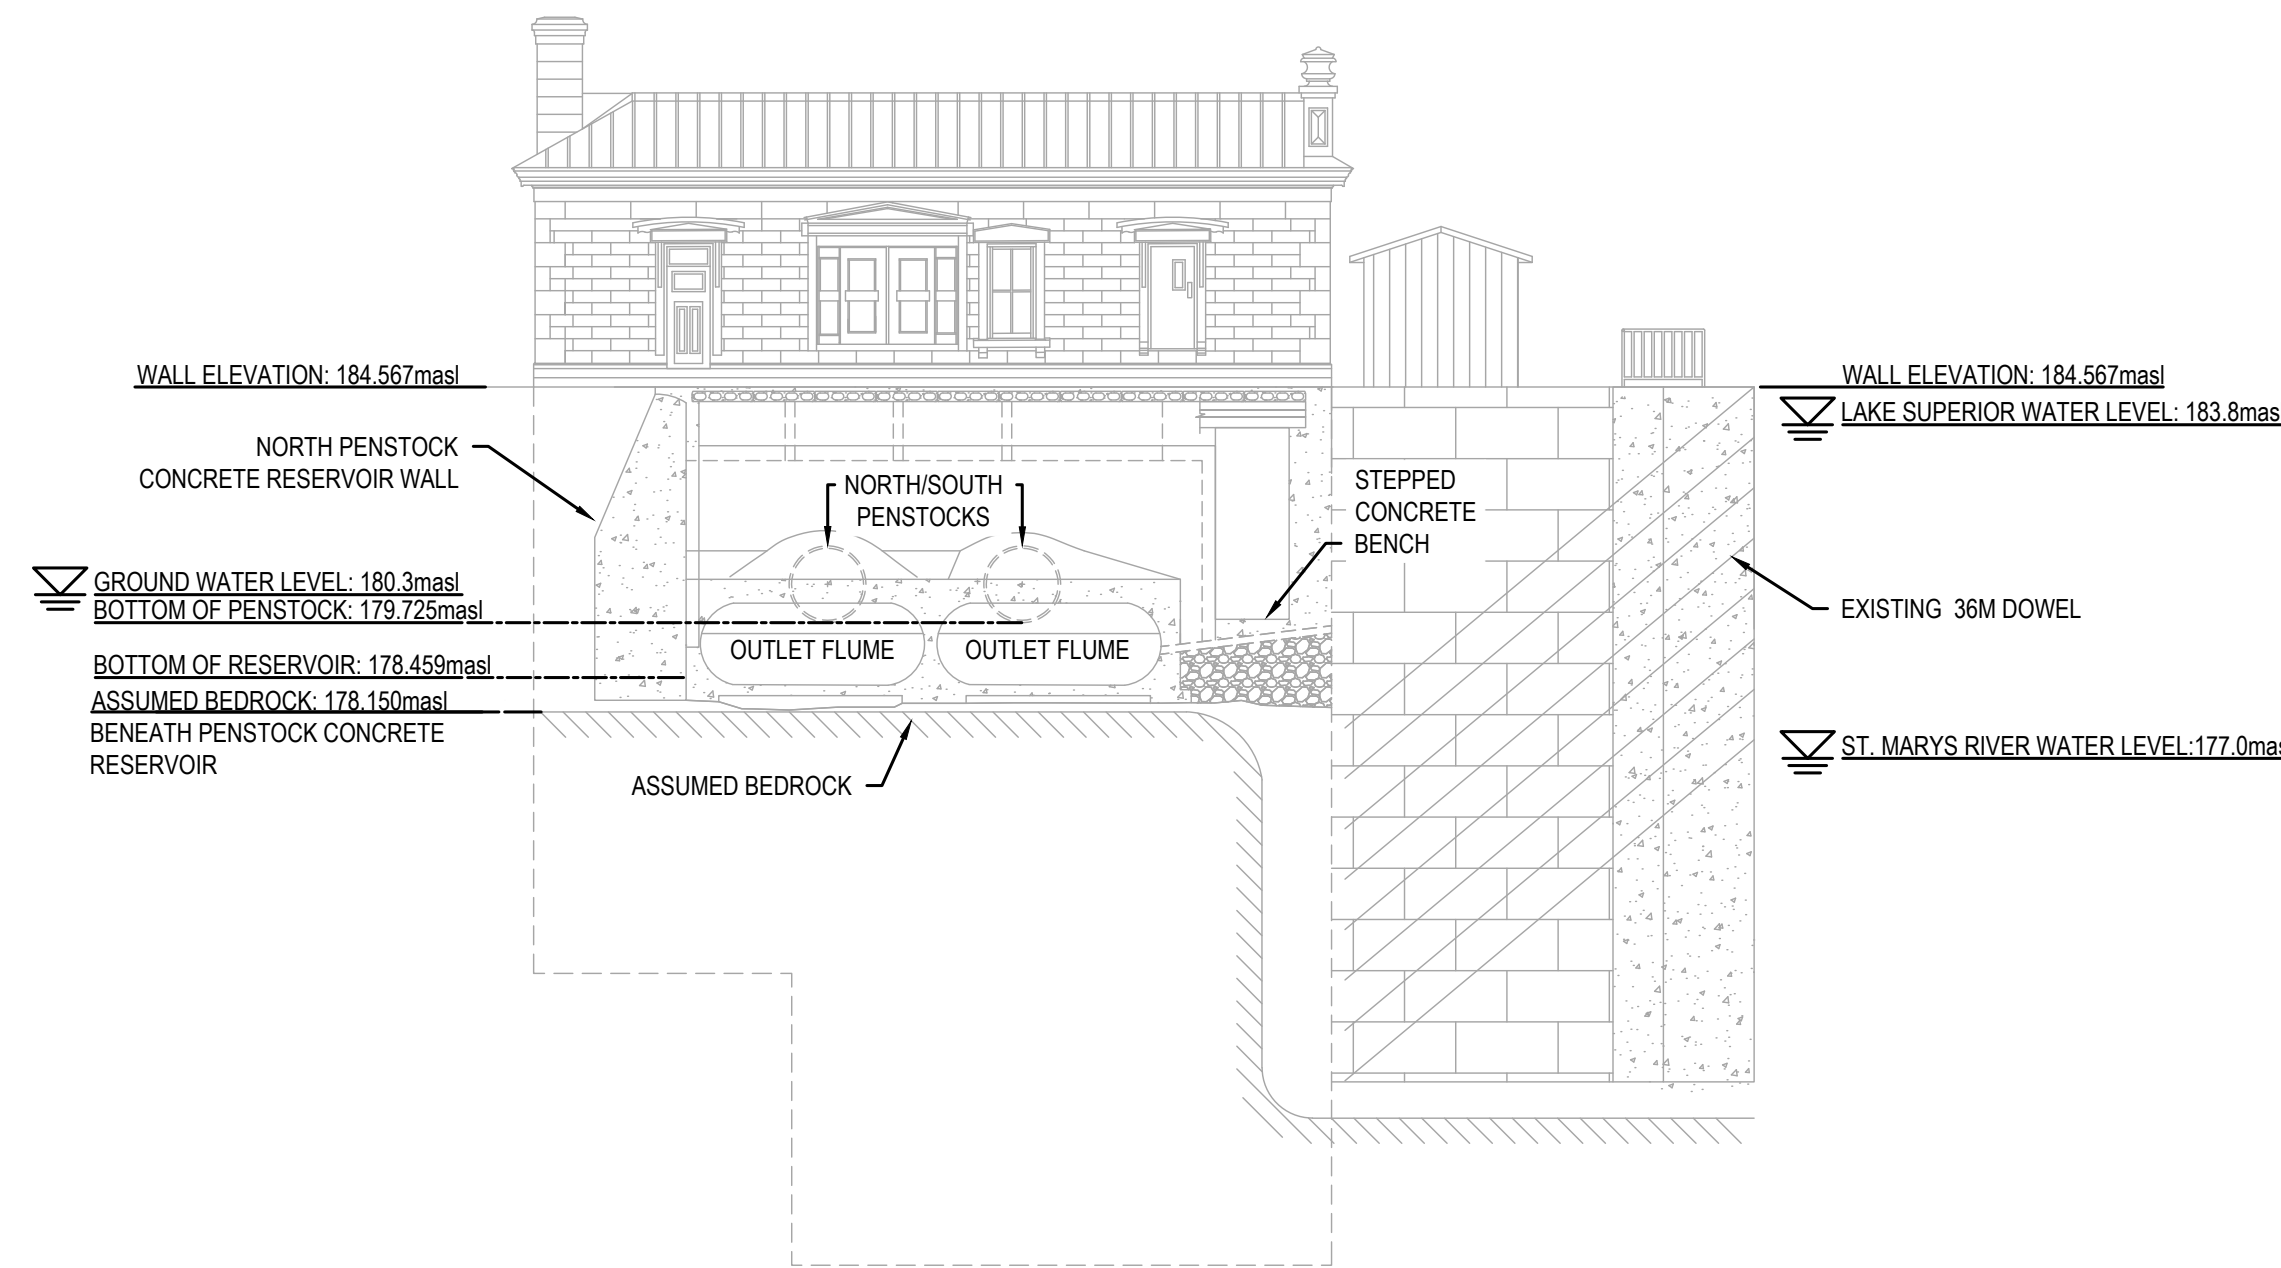 WALL ELEVATION: 184.567masl
WALL ELEVATION: 184.567masl
LAKE SUPERIOR WATER LEVEL: 183.8mas
NORTH PENSTOCK
CONCRETE RESERVOIR WALL
NORTH/SOUTH
PENSTOCKS
STEPPED
CONCRETE
BENCH
GROUND WATER LEVEL: 180.3masl
BOTTOM OF PENSTOCK: 179.725masl
EXISTING 36M DOWEL
OUTLET FLUME
OUTLET FLUME
BOTTOM OF RESERVOIR: 178.459masl
ASSUMED BEDROCK: 178.150masl
BENEATH PENSTOCK CONCRETE
RESERVOIR
ST. MARYS RIVER WATER LEVEL:177.0mas
ASSUMED BEDROCK